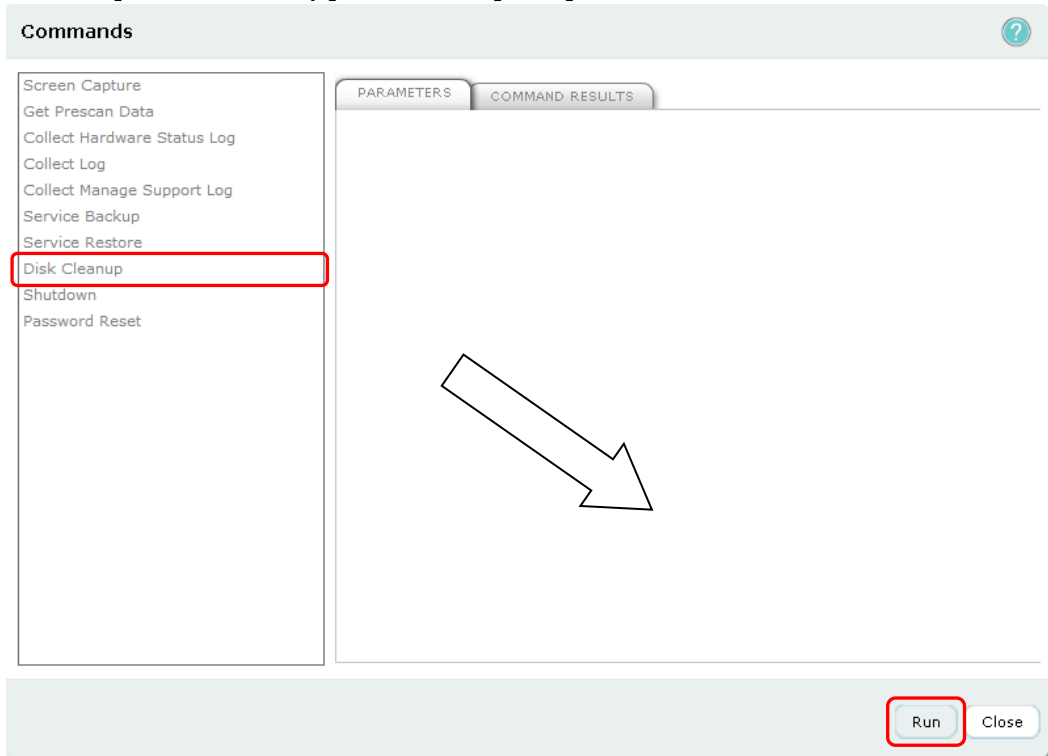 Commands
?
Screen Capture
Get Prescan Data
Collect Hardware Status Log
Collect Log
Collect Manage Support Log
Service Backup
Service Restore
Disk Cleanup
Shutdown
Password Reset
PARAMETERS
COMMAND RESULTS
Run
Close